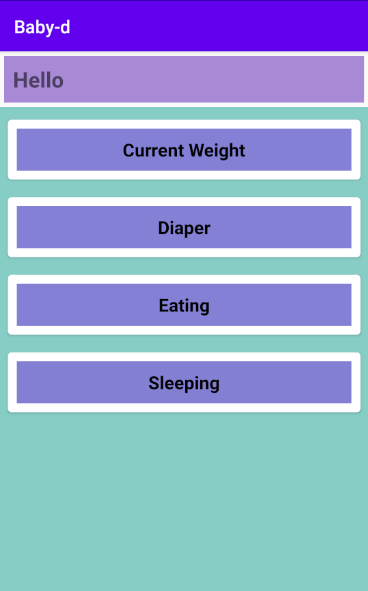 Baby-d
Hello
Current Weight
Diaper
Eating
Sleeping